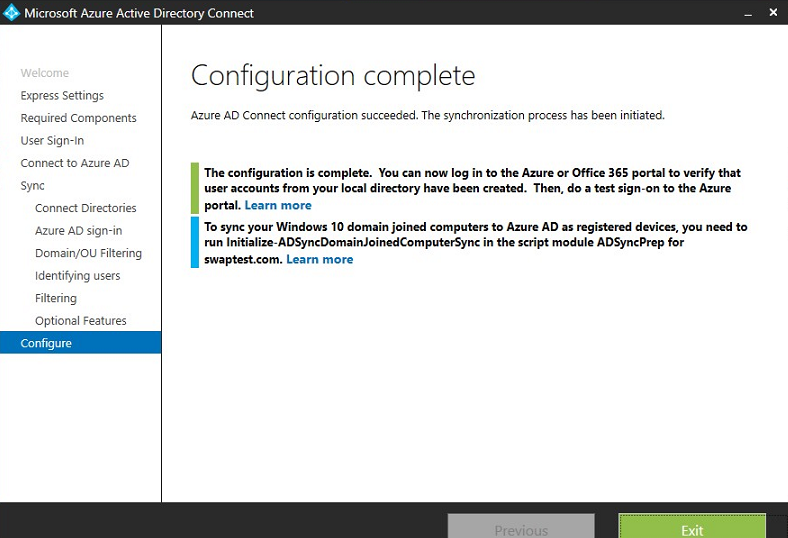 Microsoft Azure Active Directory Connect
Welcome
Express Settings
Required Components
User Sign-In
Connect to Azure AD
Sync
Connect Directories
Azure AD sign-in
Domain/OU Filtering
Identifying users
Filtering
Optional Features
Configure
Configuration complete
Azure AD Connect configuration succeeded. The synchronization process has been initiated.
The configuration is complete.  You can now log in to the Azure or Office 365 portal to verify that
user accounts from your local directory have been created.  Then, do a test sign-on to the Azure
portal. Learn more
To sync your Windows 10 domain joined computers to Azure AD as registered devices, you need to
run Initialize-ADSyncDomainJoinedComputerSync in the script module ADSyncPrep for
swaptest.com. Learn more
Previous
Exit